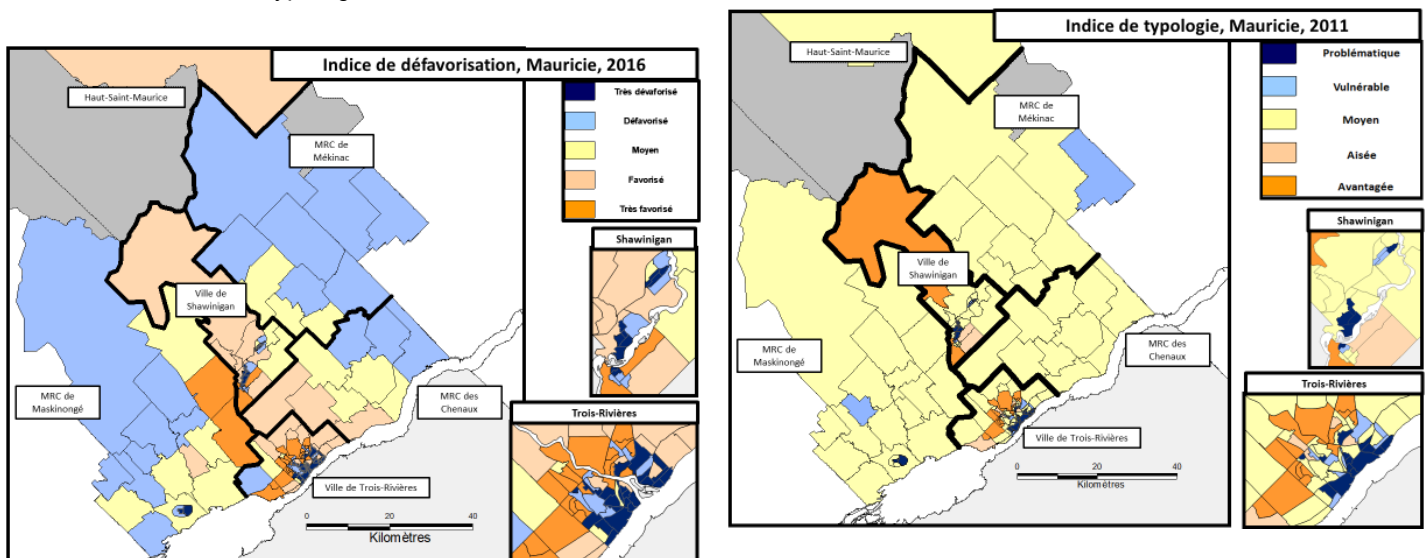 Indice de défavorisation, Mauricie, 2016
Très dévaforisé
Défavorisé
Moyen
Favorisé
Très favorisé
Haut-Saint-Maurice
MRC de
Mékinac
Ville de
Shawinigan
MRC de
Maskinongé
MRC des
Chenaux
Ville de Trois-Rivières
0 20 40
Kilomètres
Shawinigan
Trois-Rivières
Indice de typologie, Mauricie, 2011
Problématique
Vulnérable
Moyen
Aisée
Avantagée
Haut-Saint-Maurice
MRC de
Mékinac
Ville de
Shawinigan
MRC de
Maskinongé
MRC des
Chenaux
Ville de Trois-Rivières
0 20 40
Kilomètres
Shawinigan
Trois-Rivières